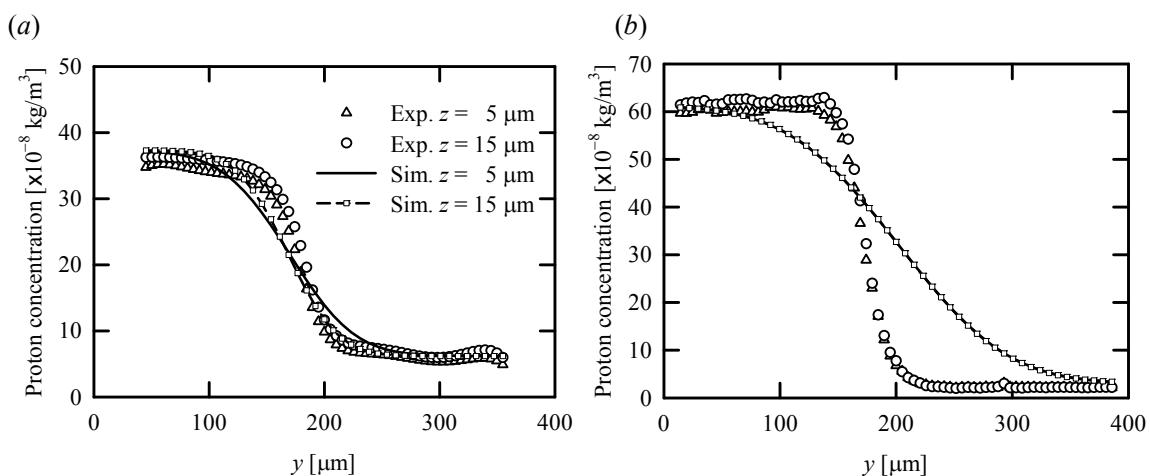 (a)
50
40
30
20
10
0
0 100 200 300 400
Proton concentration [x10⁻⁸ kg/m³]
y [μm]
Exp. z = 5 μm
Exp. z = 15 μm
Sim. z = 5 μm
Sim. z = 15 μm
(b)
70
60
50
40
30
20
10
0
0 100 200 300 400
Proton concentration [x10⁻⁸ kg/m³]
y [μm]